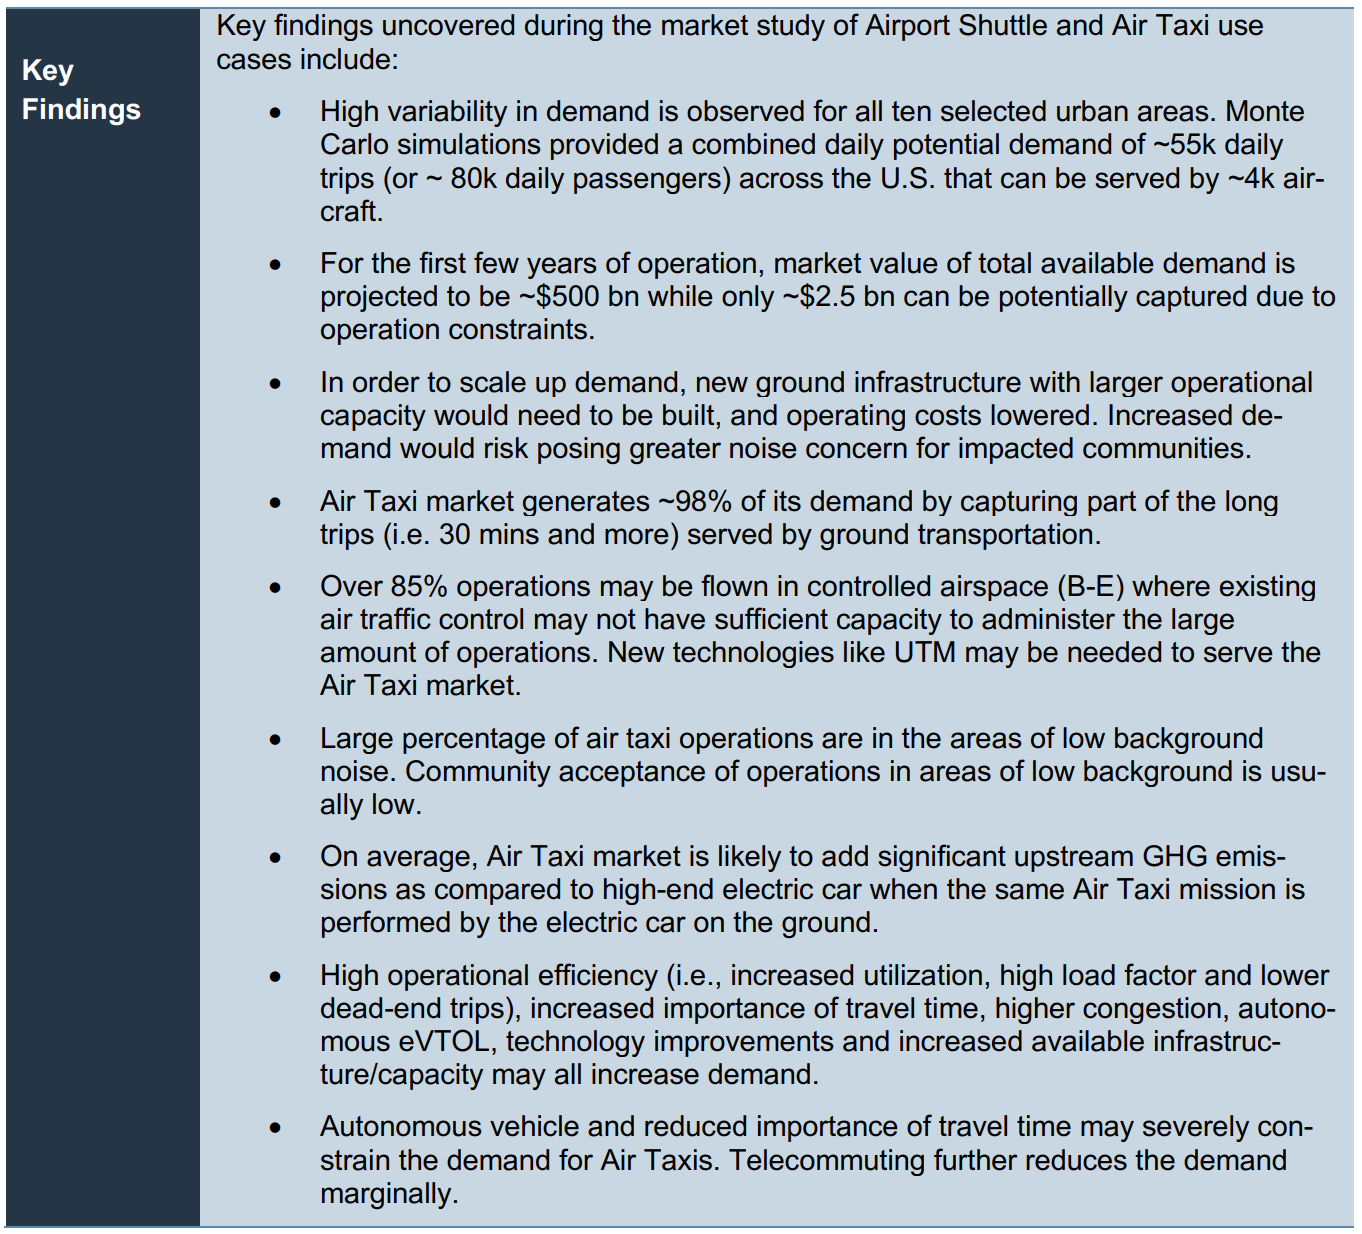 Key
Findings
Key findings uncovered during the market study of Airport Shuttle and Air Taxi use
cases include:
• High variability in demand is observed for all ten selected urban areas. Monte
Carlo simulations provided a combined daily potential demand of ~55k daily
trips (or ~ 80k daily passengers) across the U.S. that can be served by ~4k air-
craft.
• For the first few years of operation, market value of total available demand is
projected to be ~$500 bn while only ~$2.5 bn can be potentially captured due to
operation constraints.
• In order to scale up demand, new ground infrastructure with larger operational
capacity would need to be built, and operating costs lowered. Increased de-
mand would risk posing greater noise concern for impacted communities.
• Air Taxi market generates ~98% of its demand by capturing part of the long
trips (i.e. 30 mins and more) served by ground transportation.
• Over 85% operations may be flown in controlled airspace (B-E) where existing
air traffic control may not have sufficient capacity to administer the large
amount of operations. New technologies like UTM may be needed to serve the
Air Taxi market.
• Large percentage of air taxi operations are in the areas of low background
noise. Community acceptance of operations in areas of low background is usu-
ally low.
• On average, Air Taxi market is likely to add significant upstream GHG emis-
sions as compared to high-end electric car when the same Air Taxi mission is
performed by the electric car on the ground.
• High operational efficiency (i.e., increased utilization, high load factor and lower
dead-end trips), increased importance of travel time, higher congestion, autono-
mous eVTOL, technology improvements and increased available infrastruc-
ture/capacity may all increase demand.
• Autonomous vehicle and reduced importance of travel time may severely con-
strain the demand for Air Taxis. Telecommuting further reduces the demand
marginally.